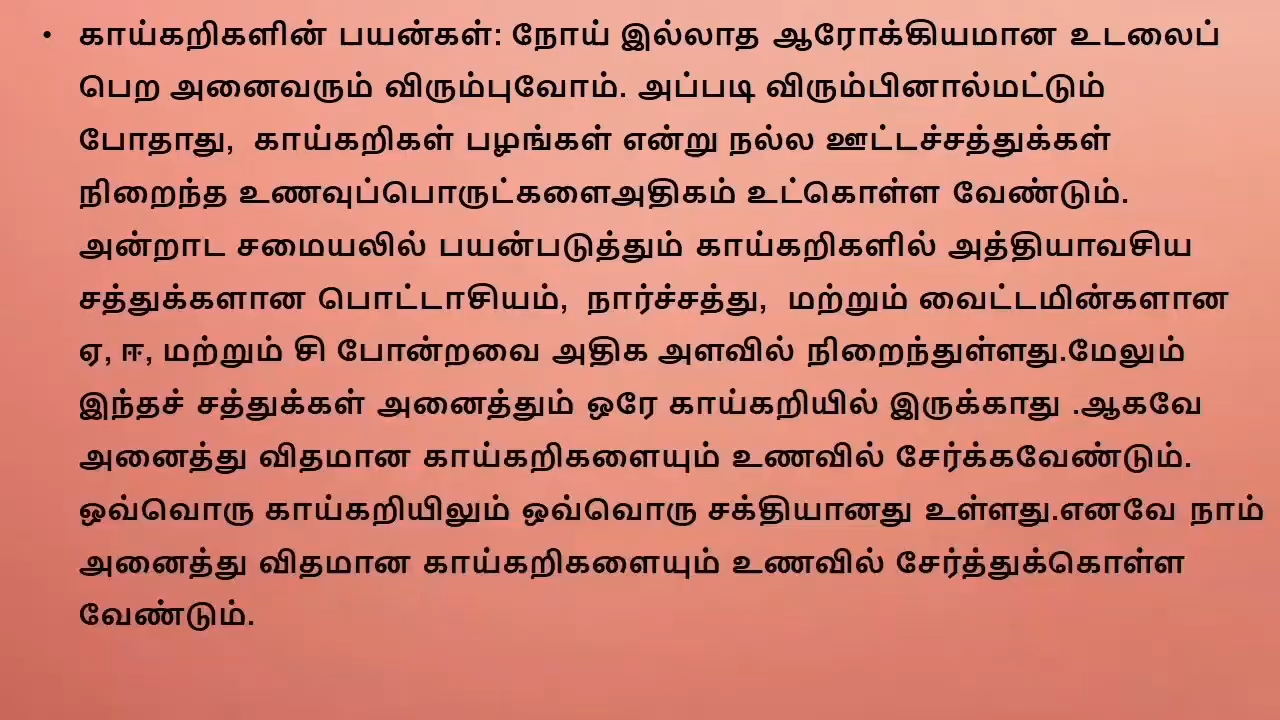 • காய்கறிகளின் பயன்கள்: நோய் இல்லாத ஆரோக்கியமான உடலைப்
பெற அனைவரும் விரும்புவோம். அப்படி விரும்பினால்மட்டும்
போதாது, காய்கறிகள் பழங்கள் என்று நல்ல ஊட்டச்சத்துக்கள்
நிறைந்த உணவுப்பொருட்களைஅதிகம் உட்கொள்ள வேண்டும்.
அன்றாட சமையலில் பயன்படுத்தும் காய்கறிகளில் அத்தியாவசிய
சத்துக்களான பொட்டாசியம், நார்ச்சத்து, மற்றும் வைட்டமின்களான
ஏ, ஈ, மற்றும் சி போன்றவை அதிக அளவில் நிறைந்துள்ளது.மேலும்
இந்தச் சத்துக்கள் அனைத்தும் ஒரே காய்கறியில் இருக்காது .ஆகவே
அனைத்து விதமான காய்கறிகளையும் உணவில் சேர்க்கவேண்டும்.
ஒவ்வொரு காய்கறியிலும் ஒவ்வொரு சக்தியானது உள்ளது.எனவே நாம்
அனைத்து விதமான காய்கறிகளையும் உணவில் சேர்த்துக்கொள்ள
வேண்டும்.